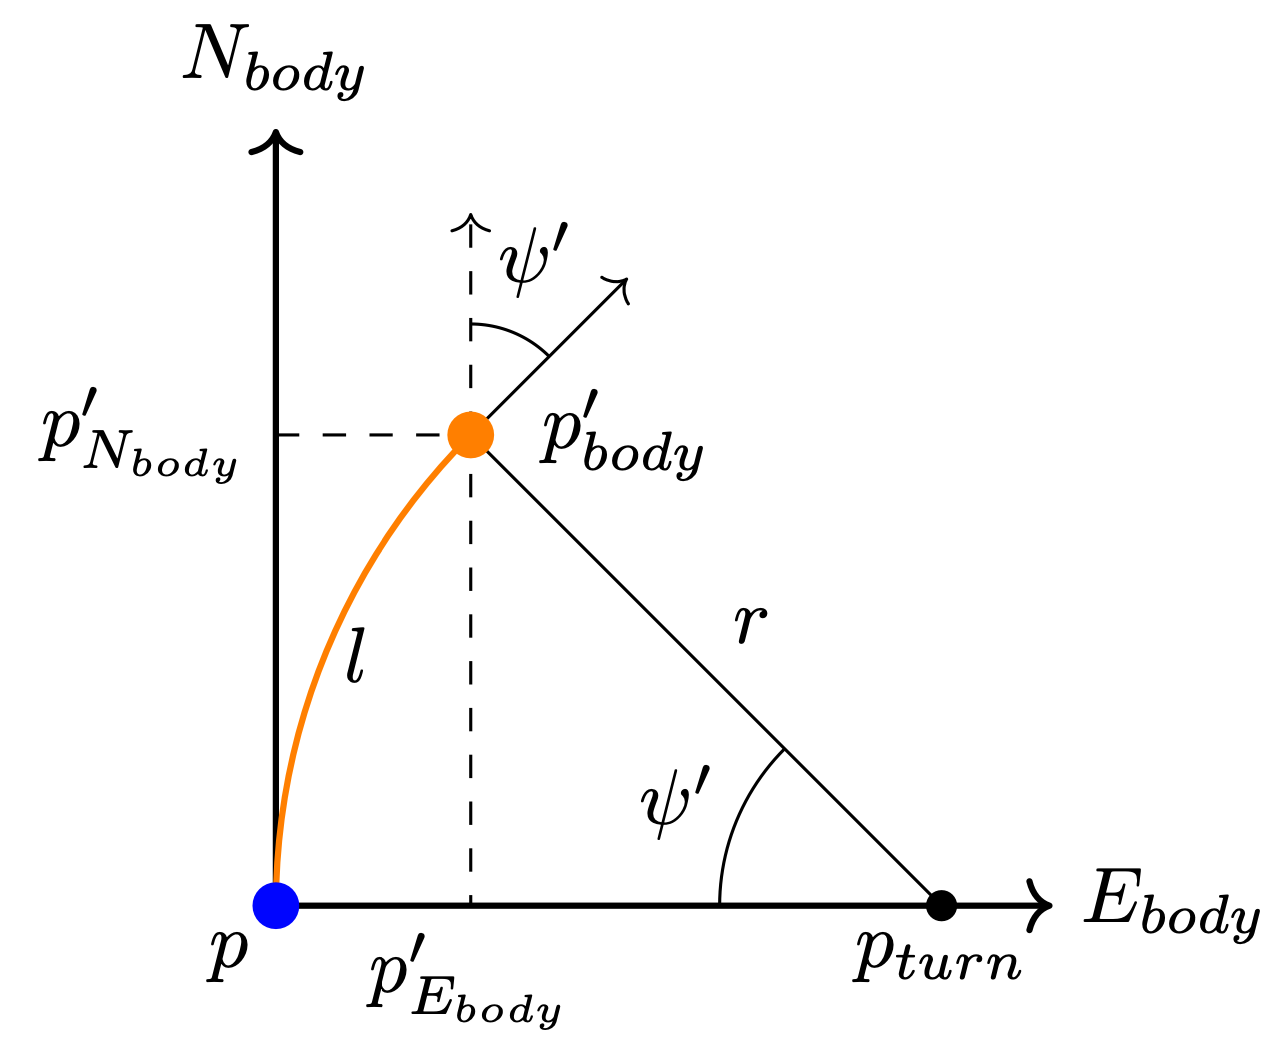 N_body
ψ′
p′_N_body
p′_body
l
r
ψ′
E_body
p
p′_E_body
p_turn